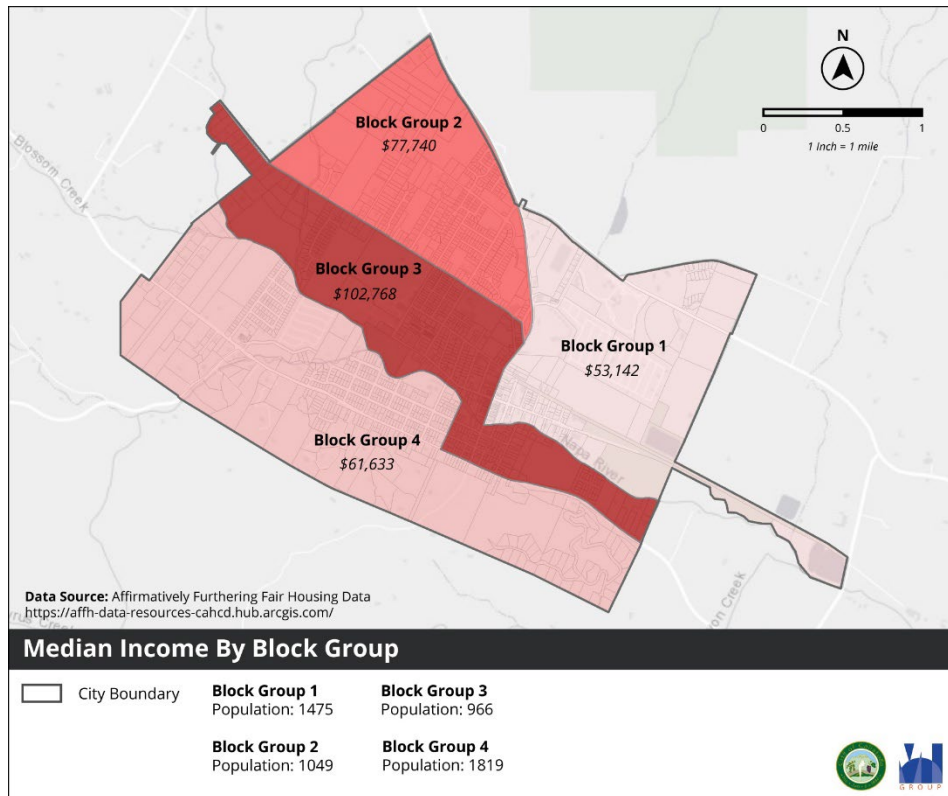 N
0 0.5 1
1 Inch = 1 mile
Blossom Creek
Block Group 2
$77,740
Block Group 3
$102,768
Block Group 1
$53,142
Block Group 4
$61,633
Napa River
Creek
Data Source: Affirmatively Furthering Fair Housing Data
https://affh-data-resources-cahcd.hub.arcgis.com/
Median Income By Block Group
City Boundary
Block Group 1
Population: 1475
Block Group 3
Population: 966
Block Group 2
Population: 1049
Block Group 4
Population: 1819
GROUP